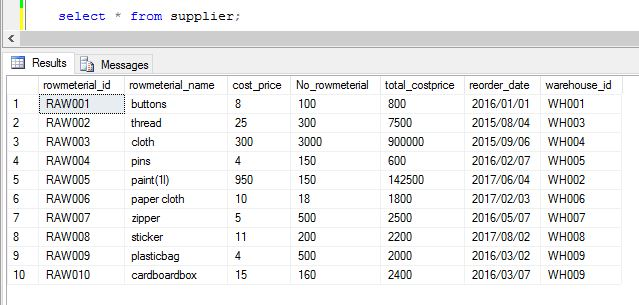 select * from supplier;
Results Messages
rowmeterial_id rowmeterial_name cost_price No_rowmeterial total_costprice reorder_date warehouse_id
1 RAW001 buttons 8 100 800 2016/01/01 WH001
2 RAW002 thread 25 300 7500 2015/08/04 WH003
3 RAW003 cloth 300 3000 900000 2015/09/06 WH004
4 RAW004 pins 4 150 600 2016/02/07 WH005
5 RAW005 paint(1l) 950 150 142500 2017/06/04 WH002
6 RAW006 paper cloth 10 18 1800 2017/02/03 WH006
7 RAW007 zipper 5 500 2500 2016/05/07 WH007
8 RAW008 sticker 11 200 2200 2017/08/02 WH008
9 RAW009 plasticbag 4 500 2000 2016/03/02 WH009
10 RAW010 cardboardbox 15 160 2400 2016/03/07 WH009